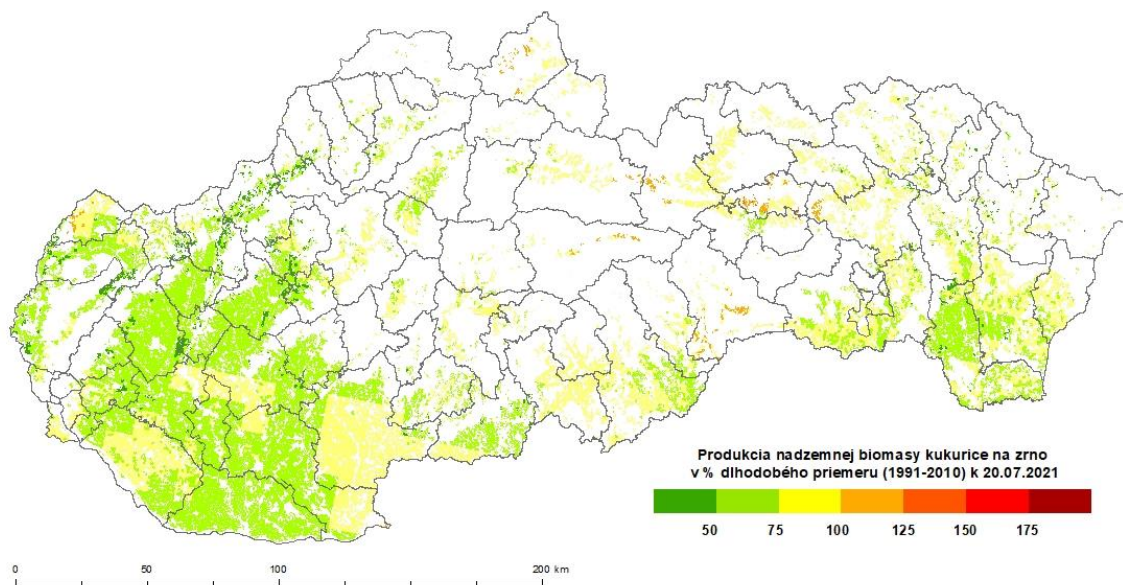 Produkcia nadzemnej biomasy kukurice na zrno
v % dlhodobého priemeru (1991-2010) k 20.07.2021
50 75 100 125 150 175
0 50 100 200 km